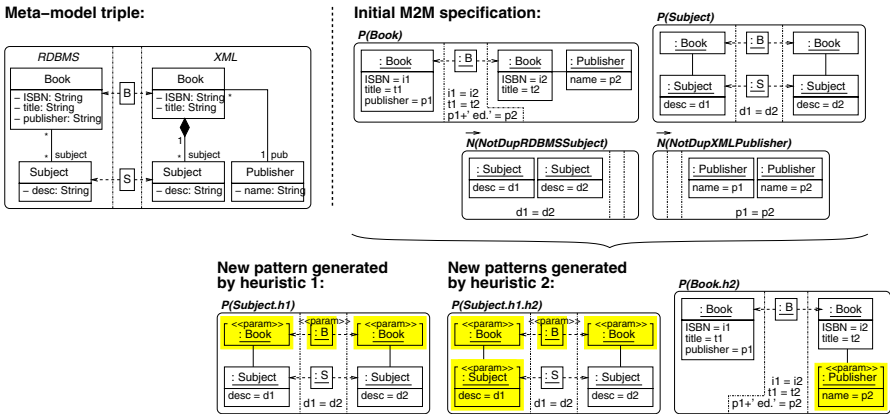 Meta-model triple:
RDBMS
XML
Book
- ISBN: String
- title: String
- publisher: String
B
Book
- ISBN: String
- title: String
*
1
*
*
subject
* subject
1 pub
Subject
- desc: String
S
Subject
- desc: String
Publisher
- name: String
Initial M2M specification:
P(Book)
: Book
ISBN = i1
title = t1
publisher = p1
: B
: Book
ISBN = i2
title = t2
: Publisher
name = p2
i1 = i2
t1 = t2
p1+' ed.' = p2
P(Subject)
: Book
: B
: Book
: Subject
desc = d1
: S
: Subject
desc = d2
d1 = d2
N(NotDupRDBMSSubject)
: Subject
desc = d1
: Subject
desc = d2
d1 = d2
N(NotDupXMLPublisher)
: Publisher
name = p1
: Publisher
name = p2
p1 = p2
New pattern generated
by heuristic 1:
P(Subject.h1)
<<param>>
: Book
<<param>>
: B
<<param>>
: Book
: Subject
desc = d1
: S
: Subject
desc = d2
d1 = d2
New patterns generated
by heuristic 2:
P(Subject.h1.h2)
<<param>>
: Book
<<param>>
: B
<<param>>
: Book
<<param>>
: Subject
desc = d1
: S
: Subject
desc = d2
d1 = d2
P(Book.h2)
: Book
ISBN = i1
title = t1
publisher = p1
: B
: Book
ISBN = i2
title = t2
<<param>>
: Publisher
name = p2
i1 = i2
t1 = t2
p1+' ed.' = p2